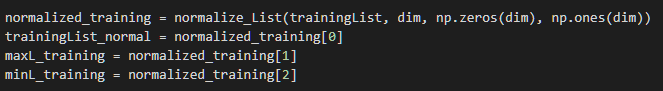 normalized_training = normalize_List(trainingList, dim, np.zeros(dim), np.ones(dim))
trainingList_normal = normalized_training[0]
maxL_training = normalized_training[1]
minL_training = normalized_training[2]